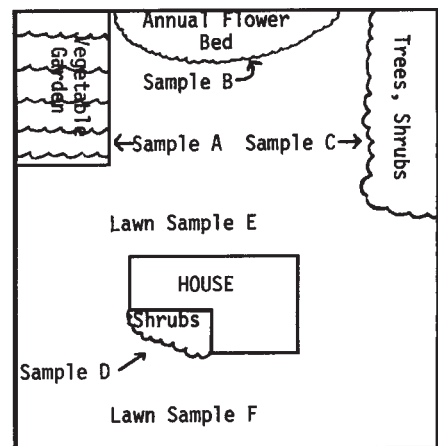 Annual Flower
Bed
Vegetable
Garden
Trees, Shrubs
Sample B
Sample A
Sample C
Lawn Sample E
HOUSE
Shrubs
Sample D
Lawn Sample F